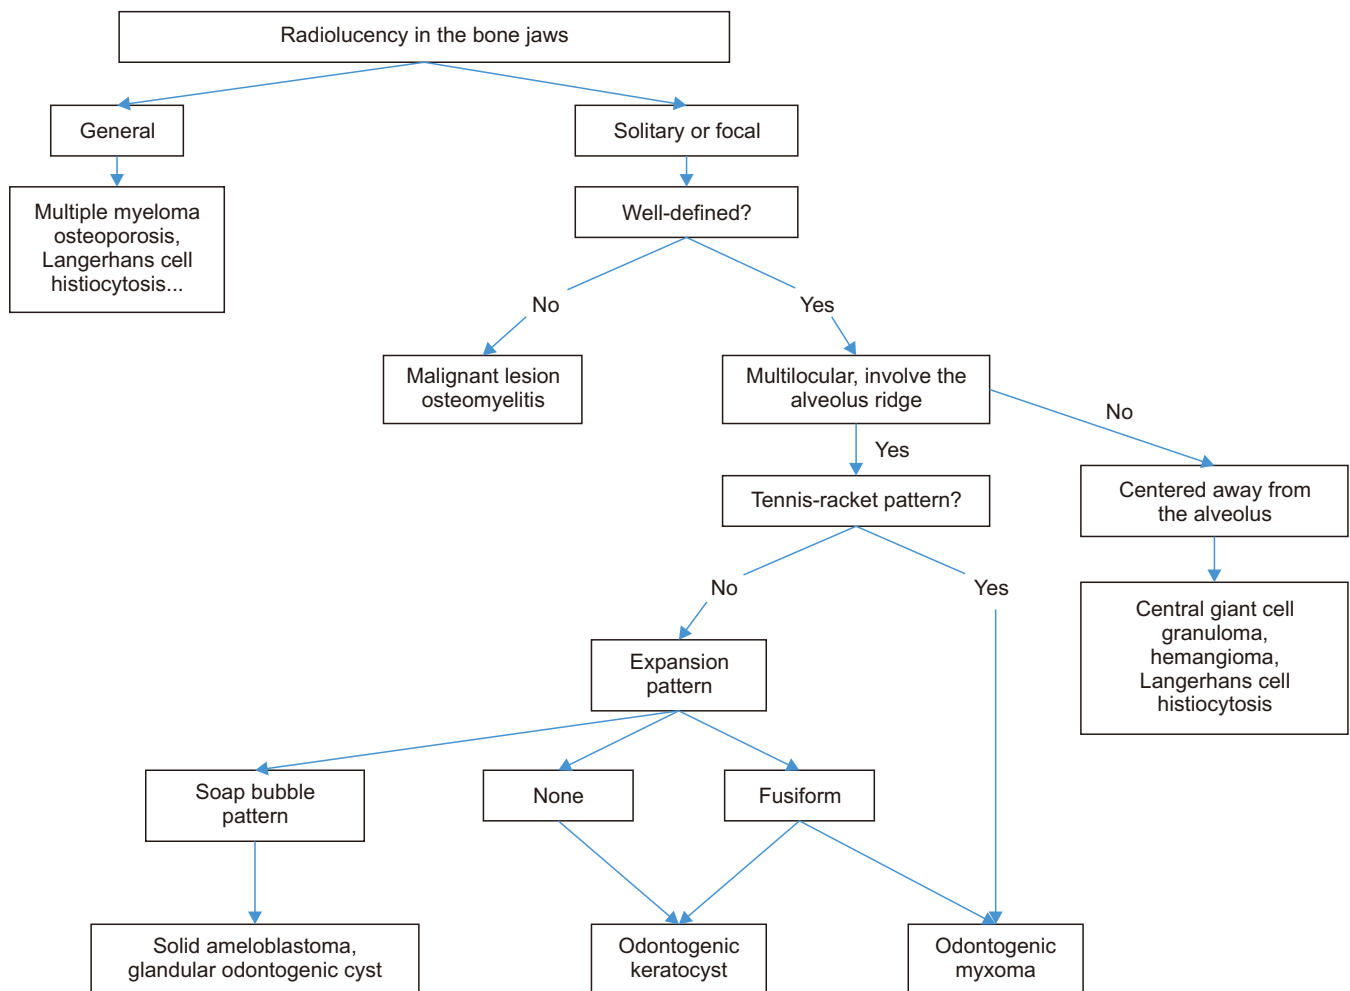 Radiolucency in the bone jaws
General
Solitary or focal
Multiple myeloma
osteoporosis,
Langerhans cell
histiocytosis...
Well-defined?
No
Yes
Malignant lesion
osteomyelitis
Multilocular, involve the
alveolus ridge
No
Yes
Tennis-racket pattern?
Centered away from
the alveolus
No
Yes
Central giant cell
granuloma,
hemangioma,
Langerhans cell
histiocytosis
Expansion
pattern
Soap bubble
pattern
None
Fusiform
Solid ameloblastoma,
glandular odontogenic cyst
Odontogenic
keratocyst
Odontogenic
myxoma